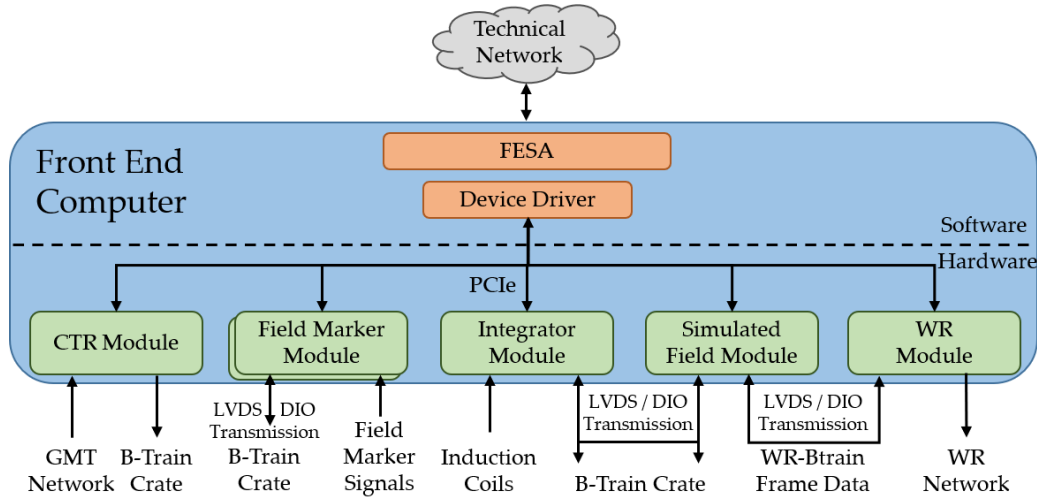 Technical
Network
FESA
Front End
Computer
Device Driver
Software
Hardware
PCIe
CTR Module
Field Marker
Module
Integrator
Module
Simulated
Field Module
WR
Module
GMT
Network
B-Train
Crate
LVDS / DIO
Transmission
B-Train
Crate
Field
Marker
Signals
Induction
Coils
LVDS / DIO
Transmission
B-Train Crate
LVDS / DIO
Transmission
WR-Btrain
Frame Data
WR
Network